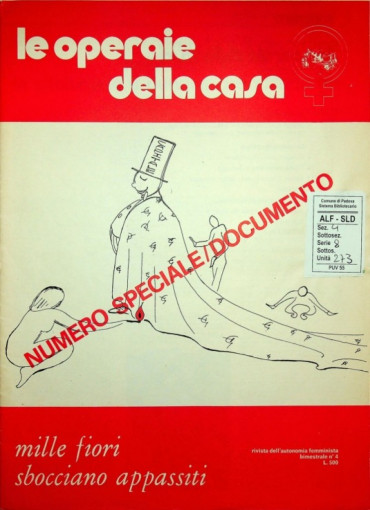 le operaie
della casa
NUMERO SPECIALE/DOCUMENTO
Comune di Padova
Sistema Bibliotecario
ALF - SLD
Sez. 4
Sottosez.
Serie 8
Sottos.
Unità 273
PUV 55
mille fiori
sbocciano appassiti
rivista dell'autonomia femminista
bimestrale n° 4
L. 500